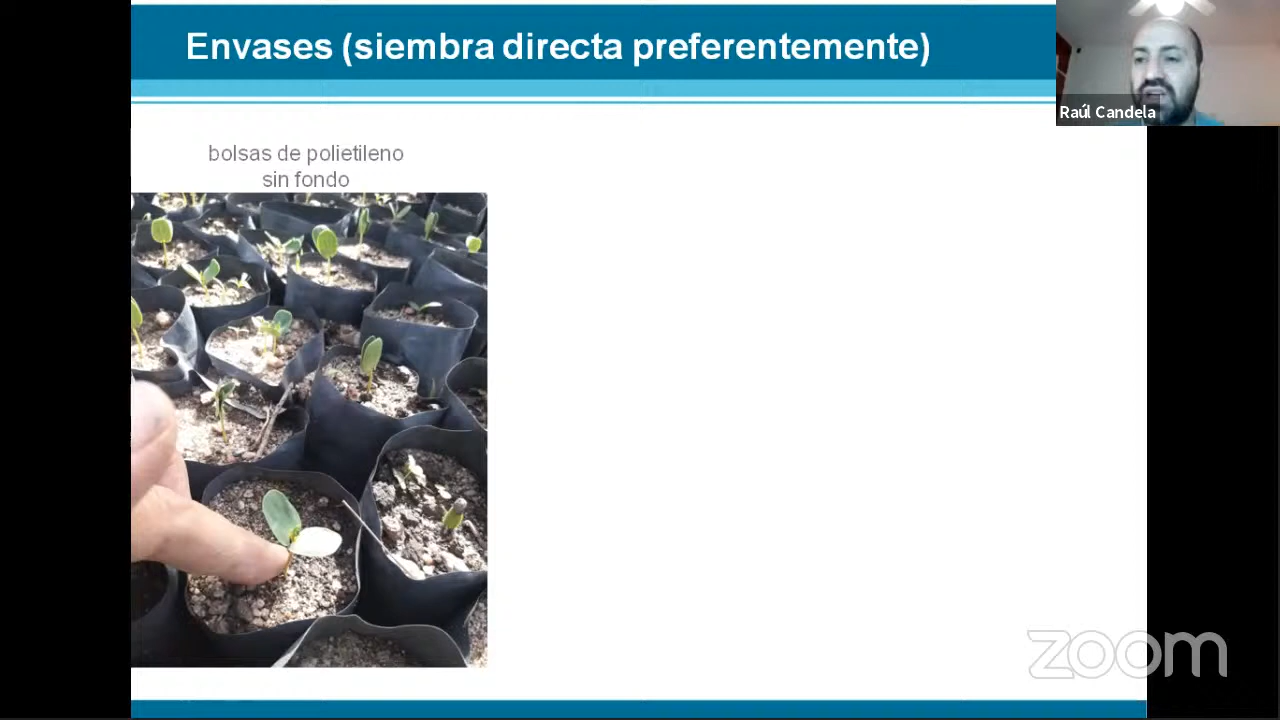 Envases (siembra directa preferentemente)
Raúl Candela
bolsas de polietileno
sin fondo
zoom